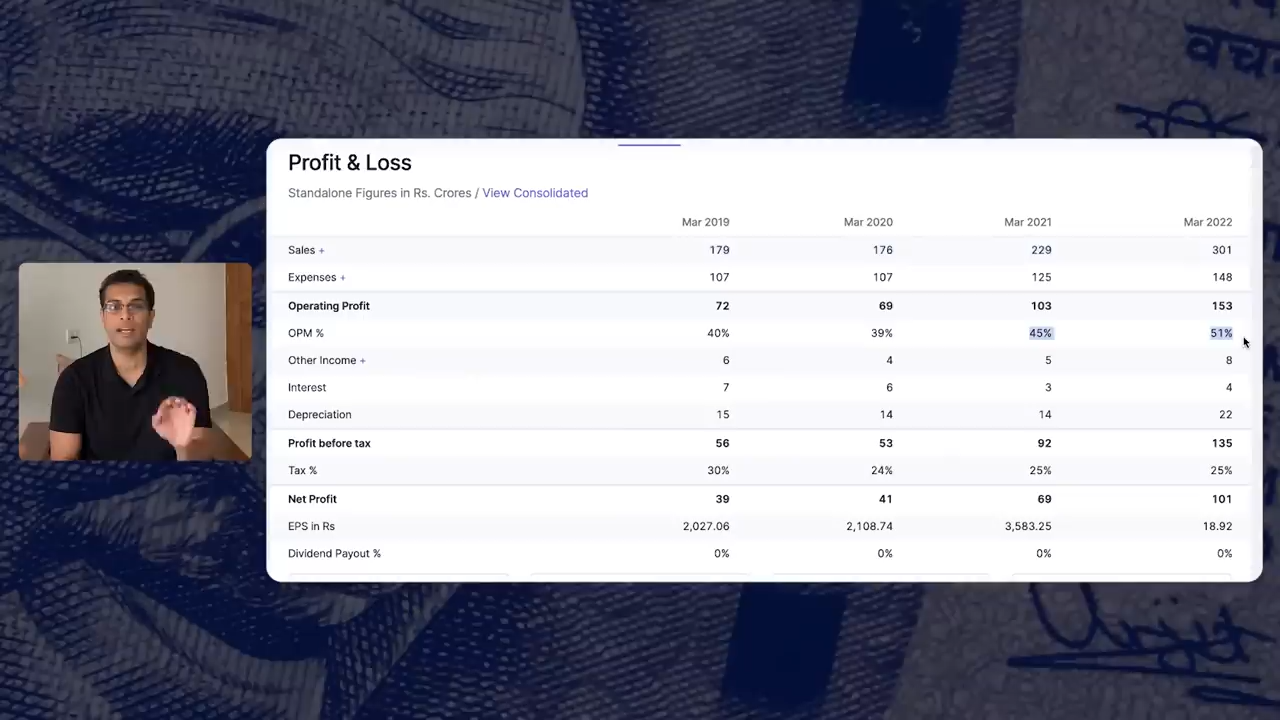 वच
Profit & Loss
Standalone Figures in Rs. Crores / View Consolidated
Mar 2019 Mar 2020 Mar 2021 Mar 2022
Sales + 179 176 229 301
Expenses + 107 107 125 148
Operating Profit 72 69 103 153
OPM % 40% 39% 45% 51%
Other Income + 6 4 5 8
Interest 7 6 3 4
Depreciation 15 14 14 22
Profit before tax 56 53 92 135
Tax % 30% 24% 25% 25%
Net Profit 39 41 69 101
EPS in Rs 2,027.06 2,108.74 3,583.25 18.92
Dividend Payout % 0% 0% 0% 0%